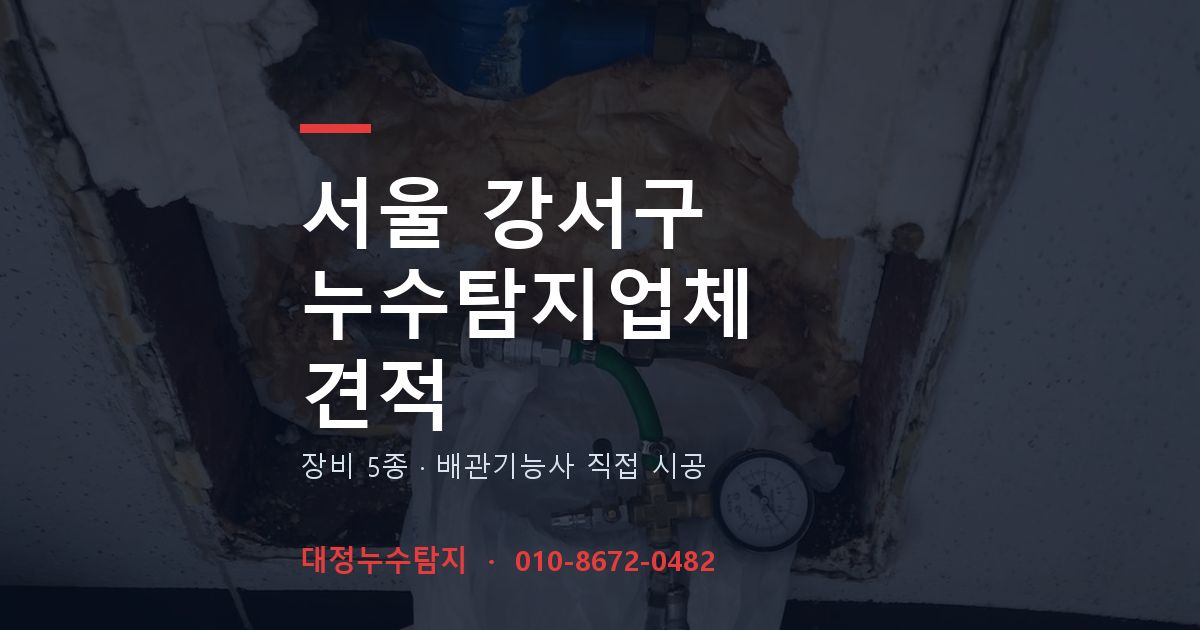 서울 강서구
누수탐지업체
견적
장비 5종 · 배관기능사 직접 시공
대정누수탐지 · 010-8672-0482